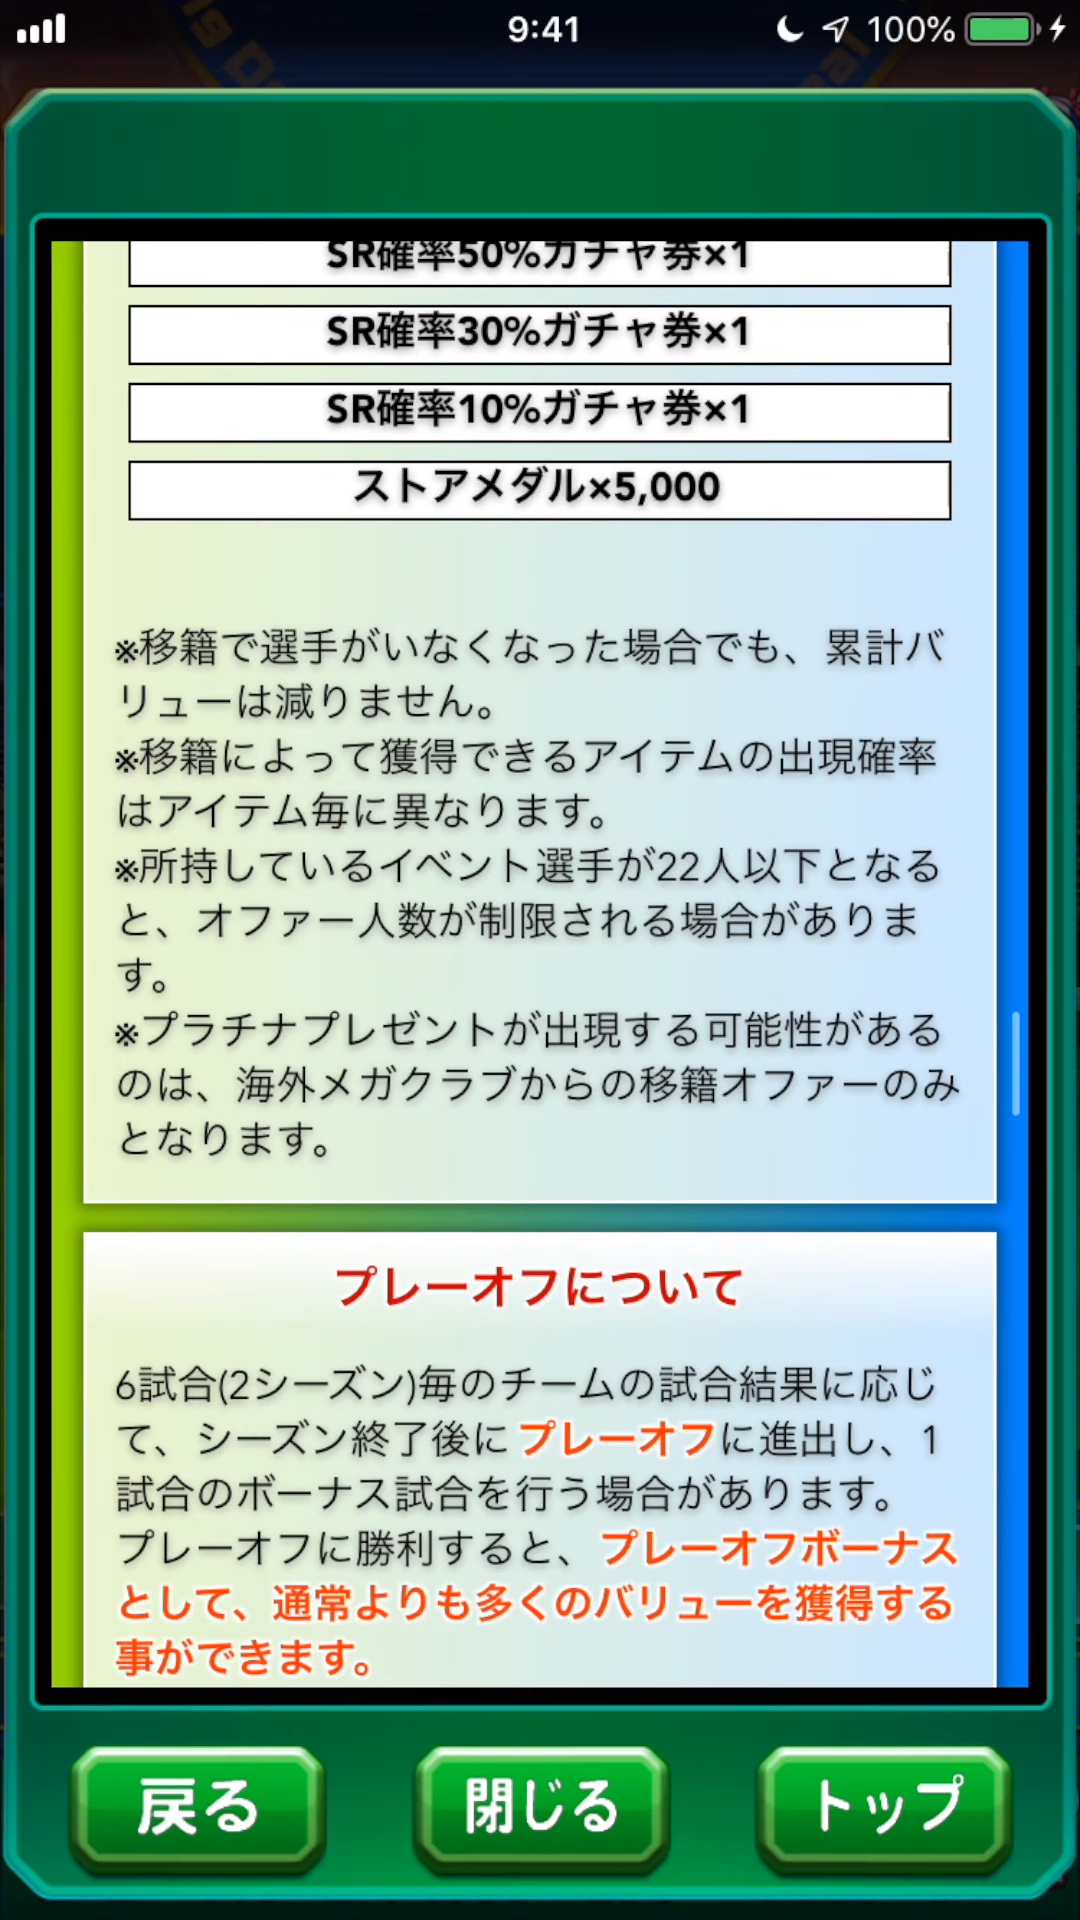 9:41
100%
SR確率50%ガチャ券×1
SR確率30%ガチャ券×1
SR確率10%ガチャ券×1
ストアメダル×5,000
※移籍で選手がいなくなった場合でも、累計バ
リューは減りません。
※移籍によって獲得できるアイテムの出現確率
はアイテム毎に異なります。
※所持しているイベント選手が22人以下となる
と、オファー人数が制限される場合がありま
す。
※プラチナプレゼントが出現する可能性がある
のは、海外メガクラブからの移籍オファーのみ
となります。
プレーオフについて
6試合(2シーズン)毎のチームの試合結果に応じ
て、シーズン終了後にプレーオフに進出し、1
試合のボーナス試合を行う場合があります。
プレーオフに勝利すると、プレーオフボーナス
として、通常よりも多くのバリューを獲得する
事ができます。
戻る
閉じる
トップ